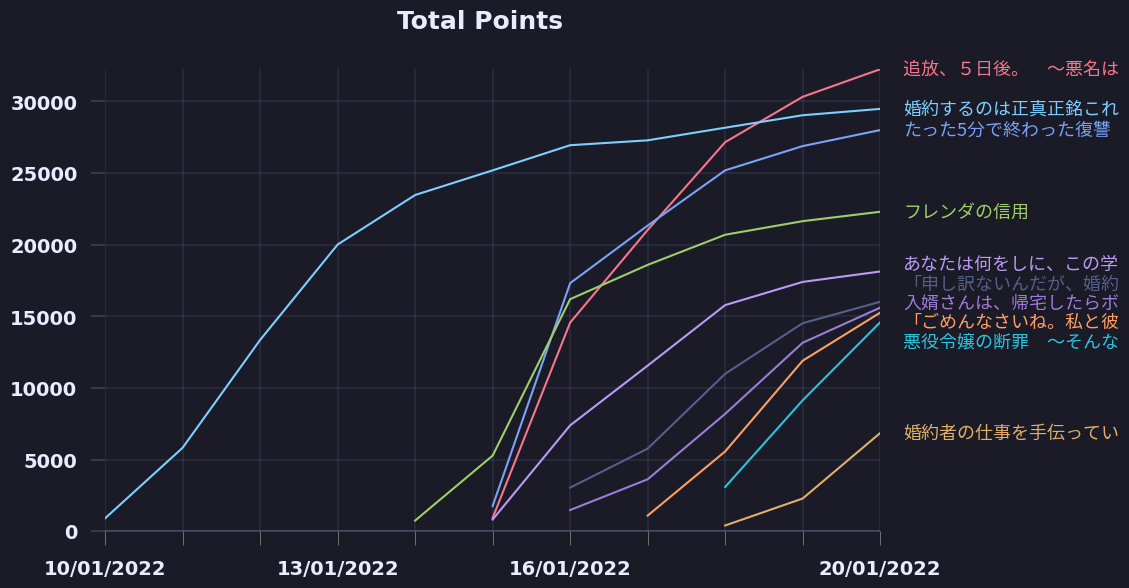 Total Points
30000
25000
20000
15000
10000
5000
0
10/01/2022
13/01/2022
16/01/2022
20/01/2022
追放、５日後。　～悪名は
婚約するのは正真正銘これ
たった5分で終わった復讐
フレンダの信用
あなたは何をしに、この学
「申し訳ないんだが、婚約
入婿さんは、帰宅したらボ
「ごめんなさいね。私と彼
悪役令嬢の断罪　～そんな
婚約者の仕事を手伝ってい